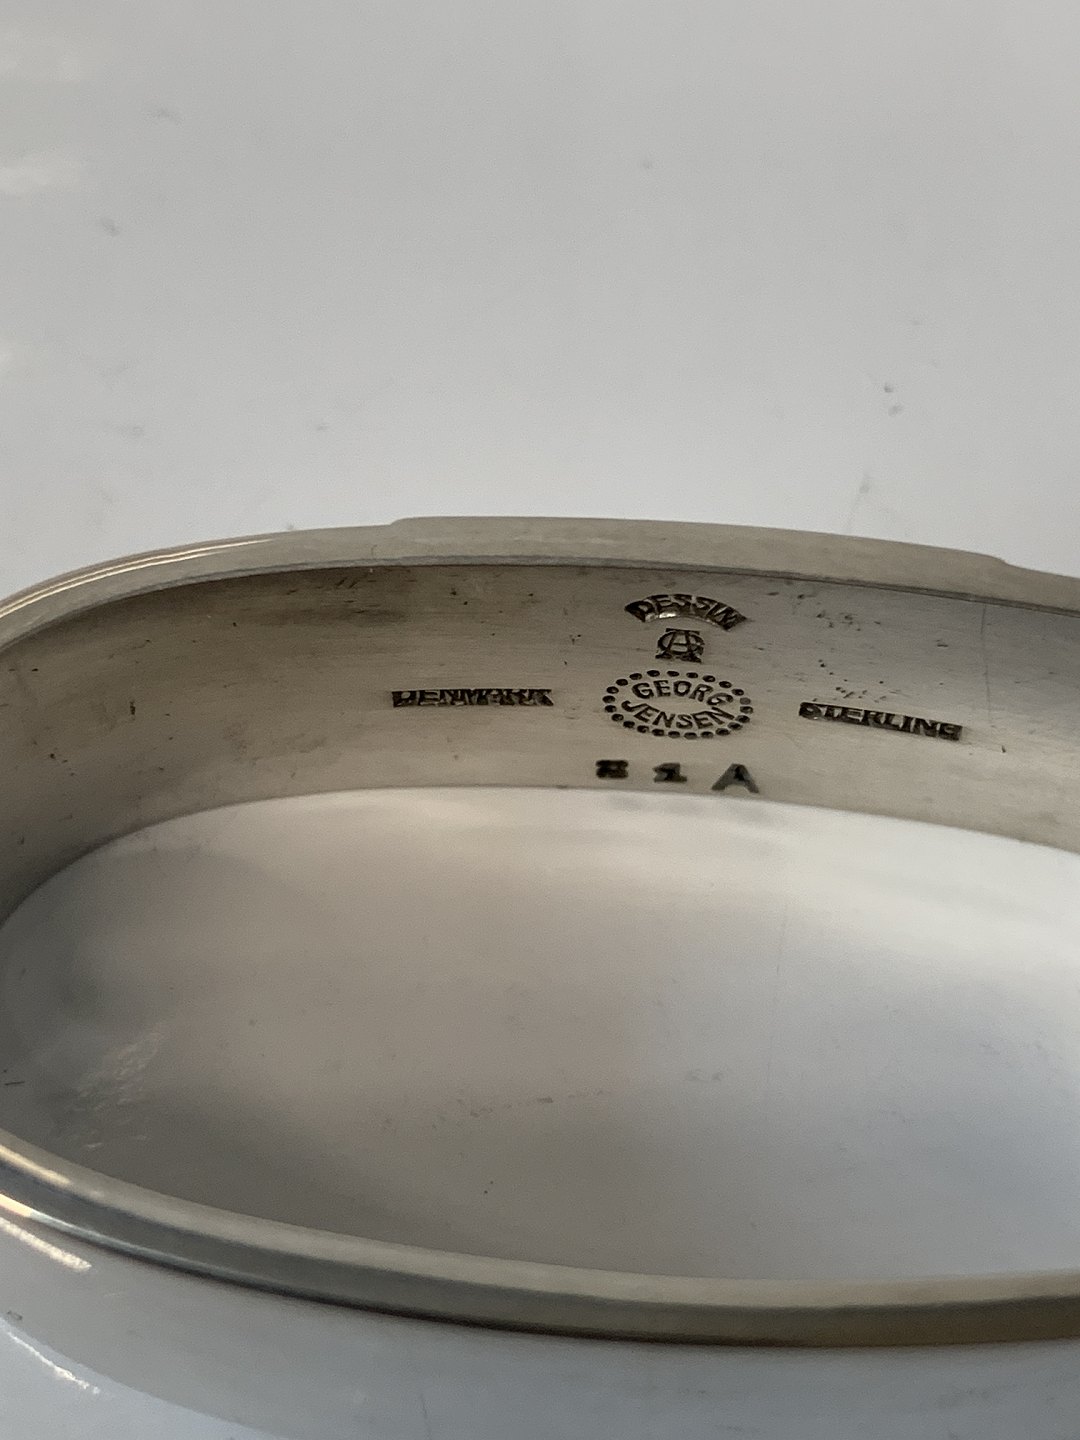 DESSIN
DENMARK
GEORG
JENSEN
STERLING
A